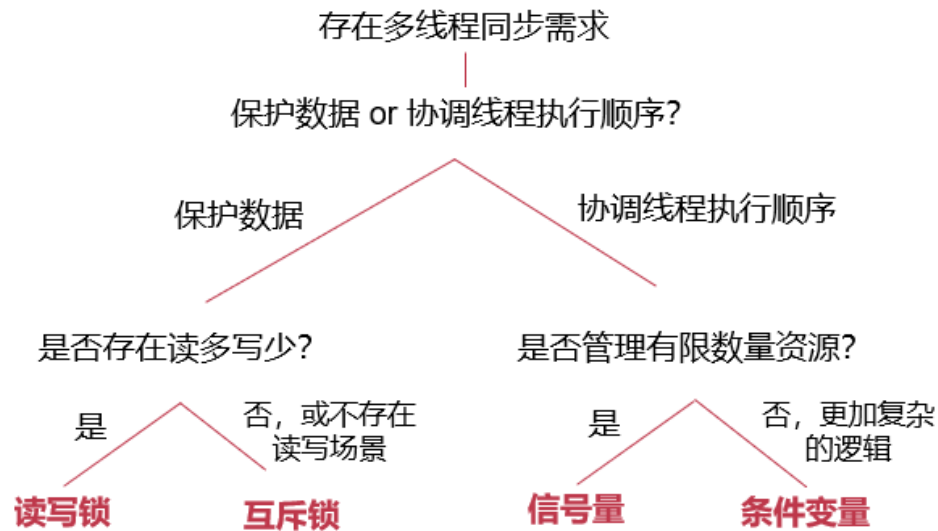 存在多线程同步需求
保护数据 or 协调线程执行顺序？
保护数据
协调线程执行顺序
是否存在读多写少？
是否管理有限数量资源？
是
否，或不存在
读写场景
是
否，更加复杂
的逻辑
读写锁
互斥锁
信号量
条件变量